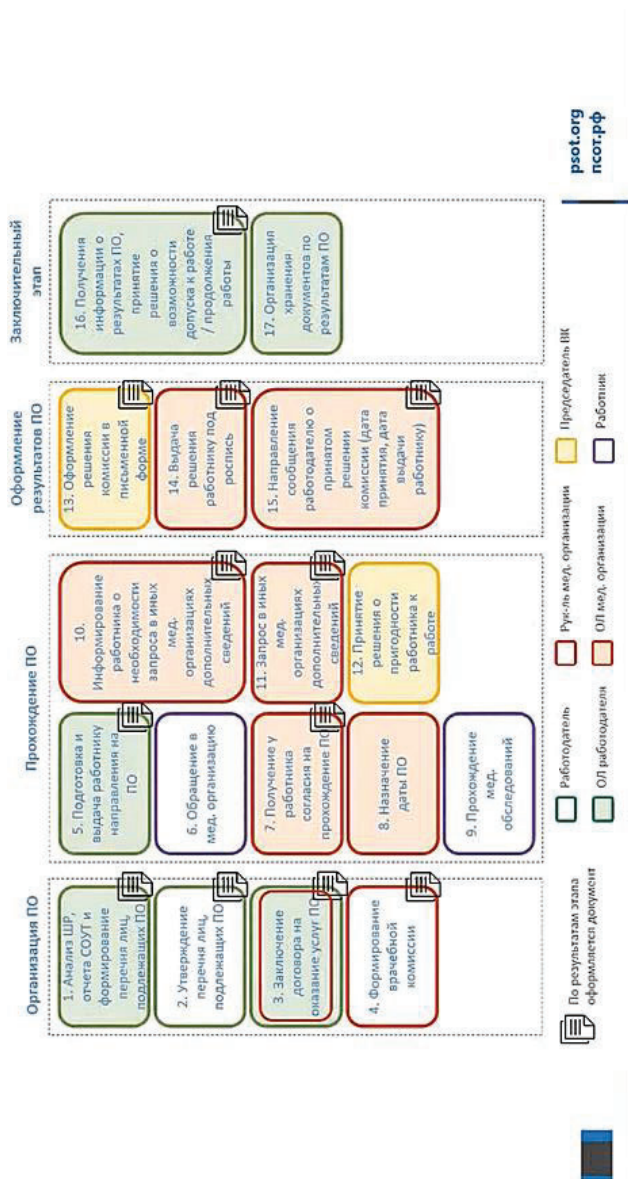 Организация ПО
1. Анализ ШР,
отчета СОУТ и
формирование
перечня лиц,
подлежащих ПО
2. Утверждение
перечня лиц,
подлежащих ПО
3. Заключение
договора на
оказание услуг ПО
4. Формирование
врачебной
комиссии
Прохождение ПО
5. Подготовка и
выдача работнику
направления на
ПО
6. Обращение в
мед. организацию
7. Получение у
работника
согласия на
прохождение ПО
8. Назначение
даты ПО
9. Прохождение
мед.
обследований
10.
Информирование
работника о
необходимости
запроса в иных
мед.
организациях
дополнительных
сведений
11. Запрос в иных
мед.
организациях
дополнительных
сведений
12. Принятие
решения о
пригодности
работника к
работе
Оформление
результатов ПО
13. Оформление
решения
комиссии в
письменной
форме
14. Выдача
решения
работнику под
роспись
15. Направление
сообщения
работодателю о
принятом
решении
комиссии (дата
принятия, дата
выдачи
работнику)
Заключительный
этап
16. Получения
информации о
результатах ПО,
принятие
решения о
возможности
допуска к работе
/ продолжения
работы
17. Организация
хранения
документов по
результатам ПО
По результатам этапа
оформляется документ
Работодатель
ОЛ работодателя
Рук-ль мед. организации
ОЛ мед. организации
Председатель ВК
Работник
psot.org
псот.рф